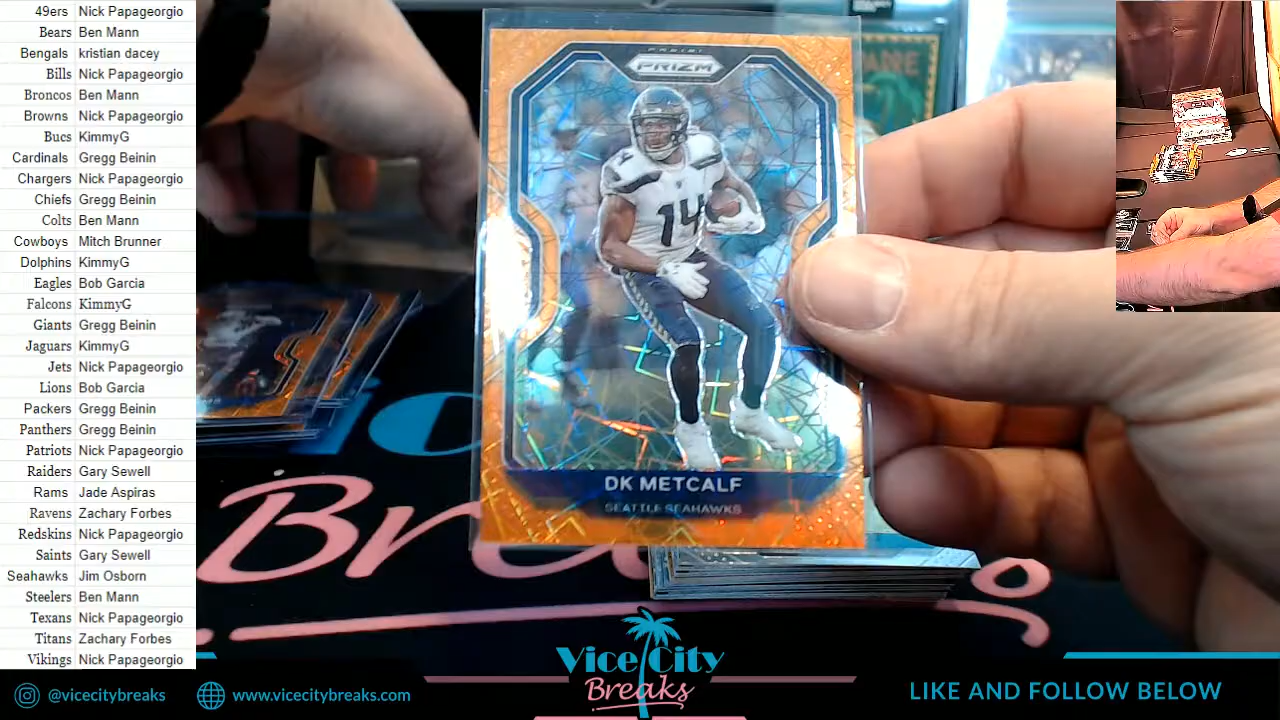 49ers Nick Papageorgio
Bears Ben Mann
Bengals kristian dacey
Bills Nick Papageorgio
Broncos Ben Mann
Browns Nick Papageorgio
Bucs KimmyG
Cardinals Gregg Beinin
Chargers Nick Papageorgio
Chiefs Gregg Beinin
Colts Ben Mann
Cowboys Mitch Brunner
Dolphins KimmyG
Eagles Bob Garcia
Falcons KimmyG
Giants Gregg Beinin
Jaguars KimmyG
Jets Nick Papageorgio
Lions Bob Garcia
Packers Gregg Beinin
Panthers Gregg Beinin
Patriots Nick Papageorgio
Raiders Gary Sewell
Rams Jade Aspiras
Ravens Zachary Forbes
Redskins Nick Papageorgio
Saints Gary Sewell
Seahawks Jim Osborn
Steelers Ben Mann
Texans Nick Papageorgio
Titans Zachary Forbes
Vikings Nick Papageorgio
PANINI
PRIZM
14
14
DK METCALF
SEATTLE SEAHAWKS
Vice City
Breaks
@vicecitybreaks
www.vicecitybreaks.com
LIKE AND FOLLOW BELOW